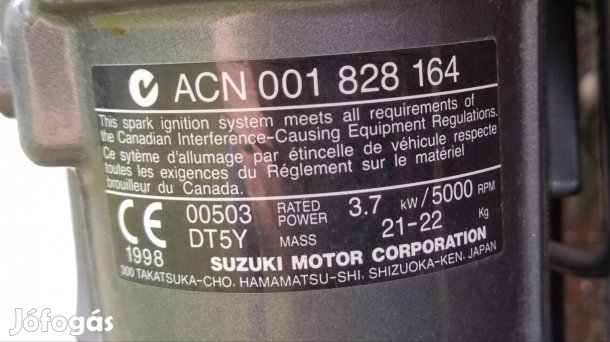 ACN 001 828 164
This spark ignition system meets all requirements of
the Canadian Interference-Causing Equipment Regulations.
Ce sytème d'allumage par étincelle de véhicule respecte
toutes les exigences du Réglement sur le matériel
brouilleur du Canada.
CE 00503 RATED POWER 3.7 kW/5000 RPM
1998 DT5Y MASS 21-22 Kg
SUZUKI MOTOR CORPORATION
300 TAKATSUKA-CHO, HAMAMATSU-SHI, SHIZUOKA-KEN, JAPAN
Jófogás